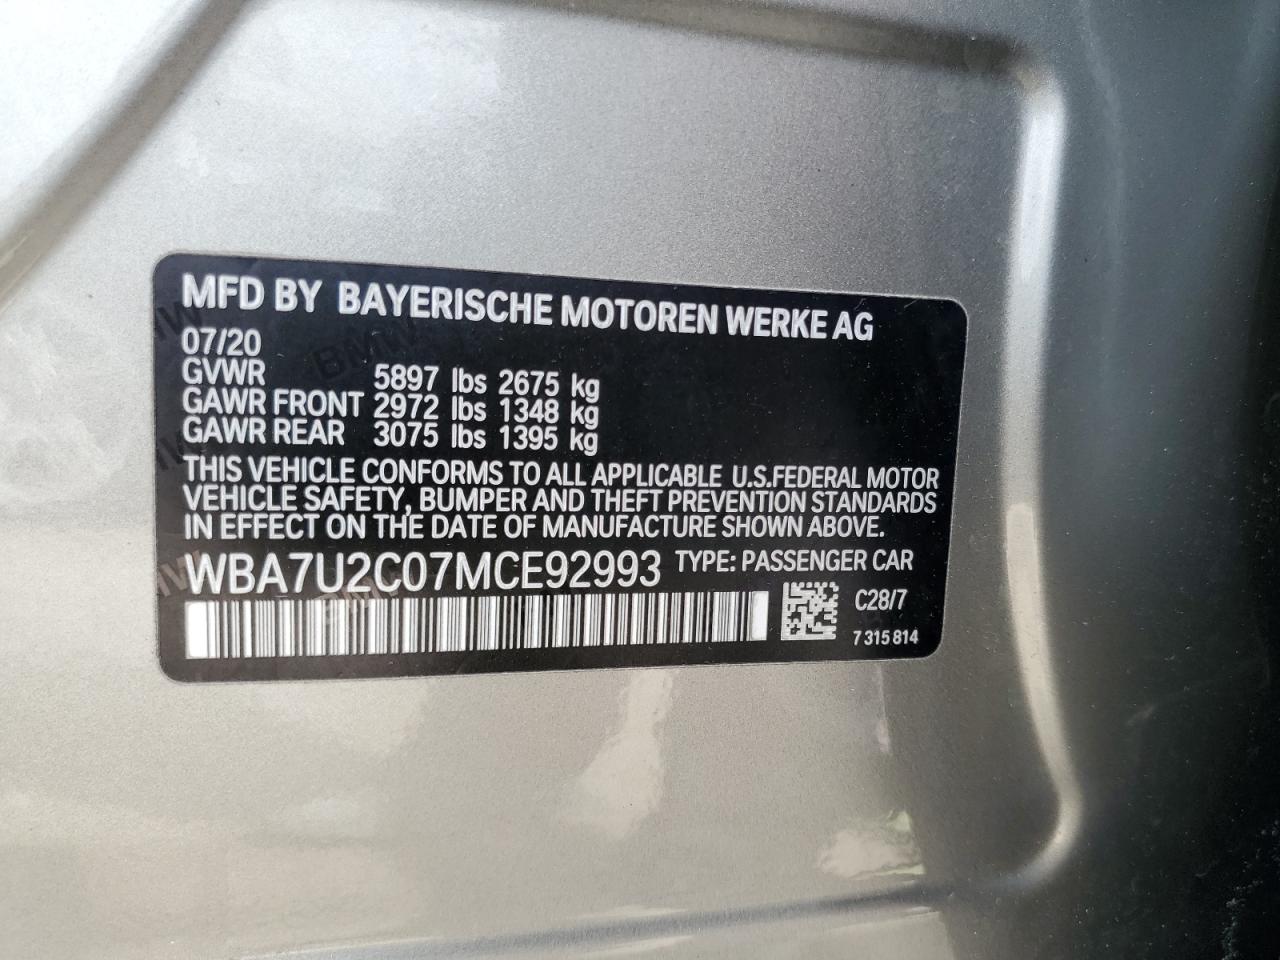 MFD BY BAYERISCHE MOTOREN WERKE AG
07/20
GVWR 5897 lbs 2675 kg
GAWR FRONT 2972 lbs 1348 kg
GAWR REAR 3075 lbs 1395 kg
THIS VEHICLE CONFORMS TO ALL APPLICABLE U.S.FEDERAL MOTOR
VEHICLE SAFETY, BUMPER AND THEFT PREVENTION STANDARDS
IN EFFECT ON THE DATE OF MANUFACTURE SHOWN ABOVE.
WBA7U2C07MCE92993 TYPE: PASSENGER CAR
C28/7
7 315 814